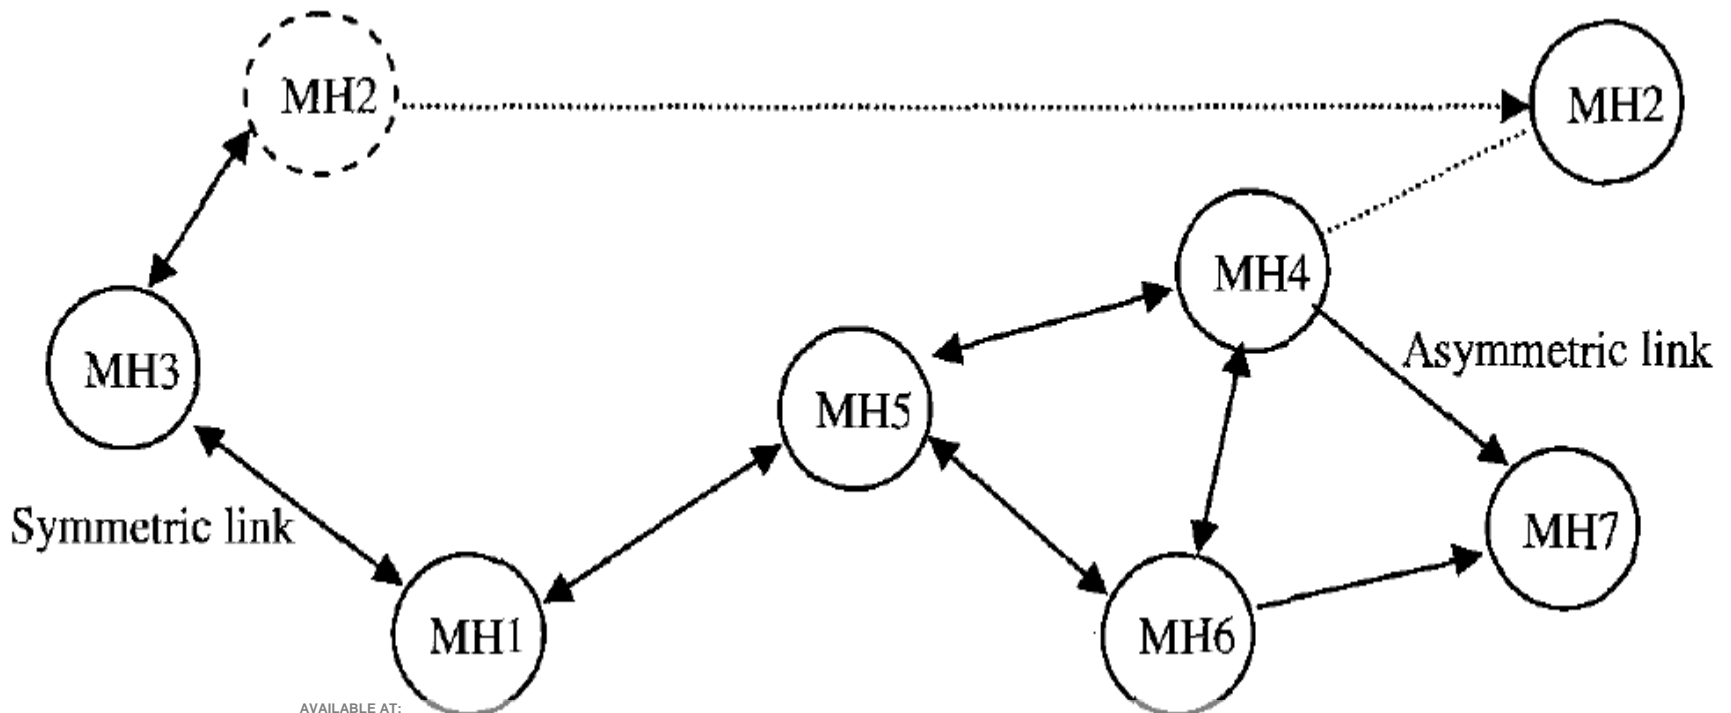 MH2
MH2
MH4
Asymmetric link
MH3
MH5
Symmetric link
MH7
MH1
MH6
AVAILABLE AT: